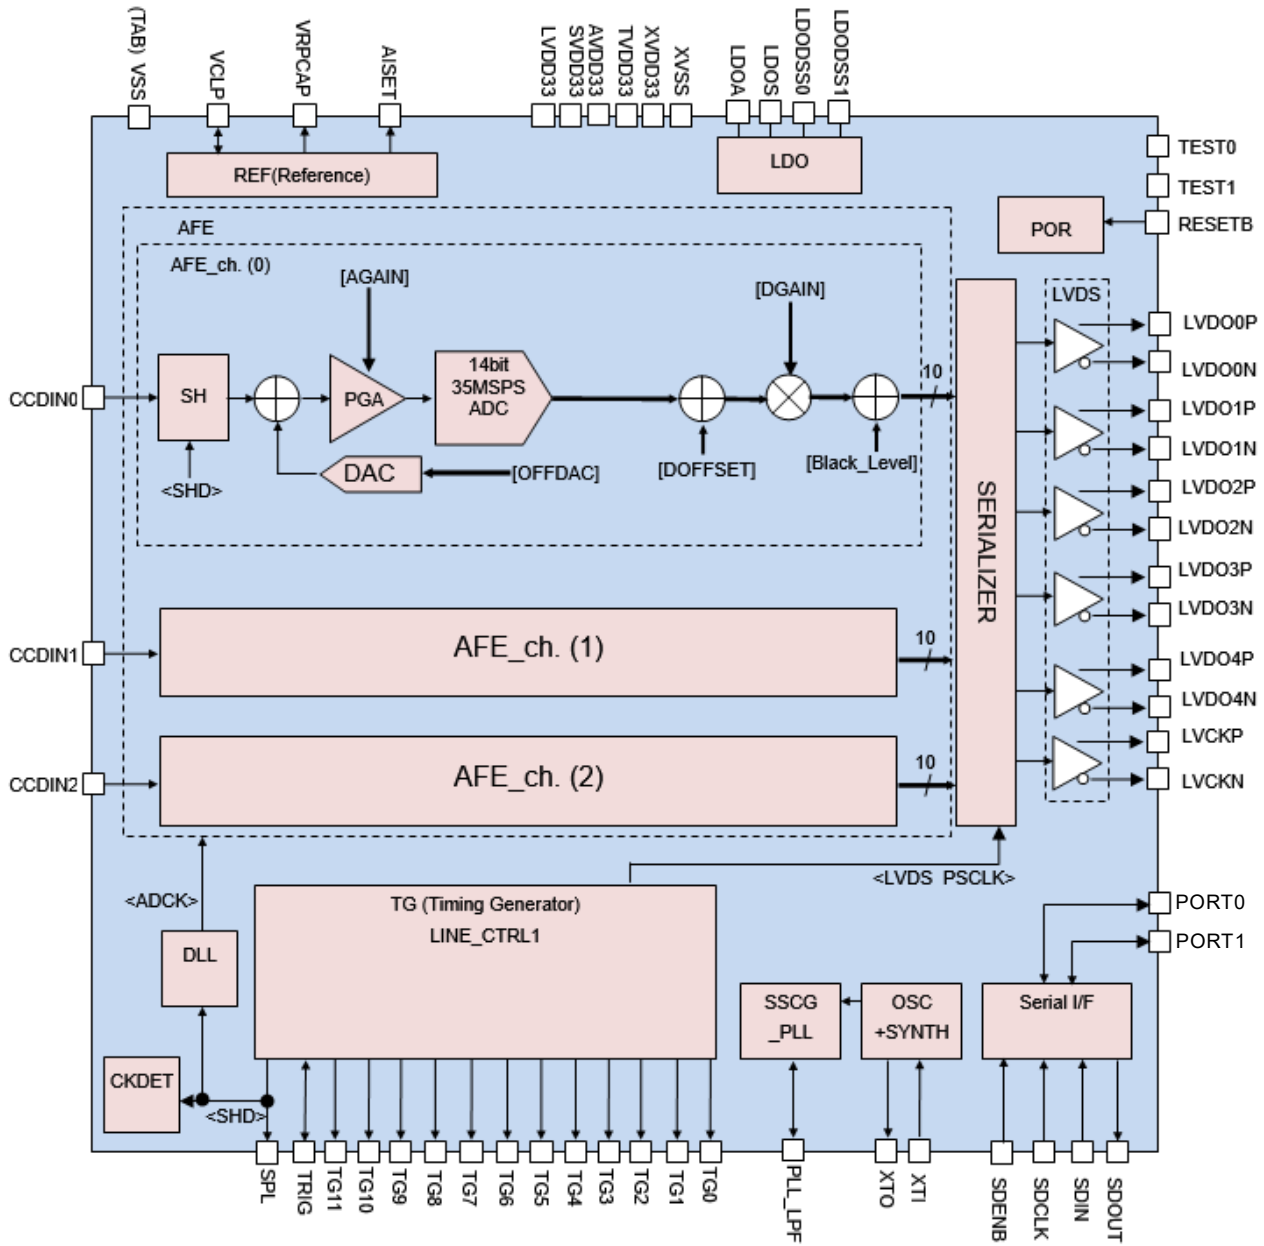 (TAB) VSS
VCLP
VRPCAP
AISET
LVDD33
SVDD33
AVDD33
TVDD33
XVDD33
XVSS
LDOA
LDOS
LDODSS0
LDODSS1
REF(Reference)
LDO
TEST0
TEST1
RESETB
POR
AFE
AFE_ch. (0)
[AGAIN]
[DGAIN]
LVDS
CCDIN0
SH
PGA
14bit
35MSPS
ADC
10
DAC
[OFFDAC]
[DOFFSET]
[Black_Level]
<SHD>
SERIALIZER
LVDO0P
LVDO0N
LVDO1P
LVDO1N
LVDO2P
LVDO2N
LVDO3P
LVDO3N
LVDO4P
LVDO4N
LVCKP
LVCKN
CCDIN1
AFE_ch. (1)
10
CCDIN2
AFE_ch. (2)
10
<LVDS PSCLK>
<ADCK>
TG (Timing Generator)
LINE_CTRL1
DLL
PORT0
PORT1
SSCG
_PLL
OSC
+SYNTH
Serial I/F
CKDET
<SHD>
SPL
TRIG
TG11
TG10
TG9
TG8
TG7
TG6
TG5
TG4
TG3
TG2
TG1
TG0
PLL_LPF
XTO
XTI
SDENB
SDCLK
SDIN
SDOUT